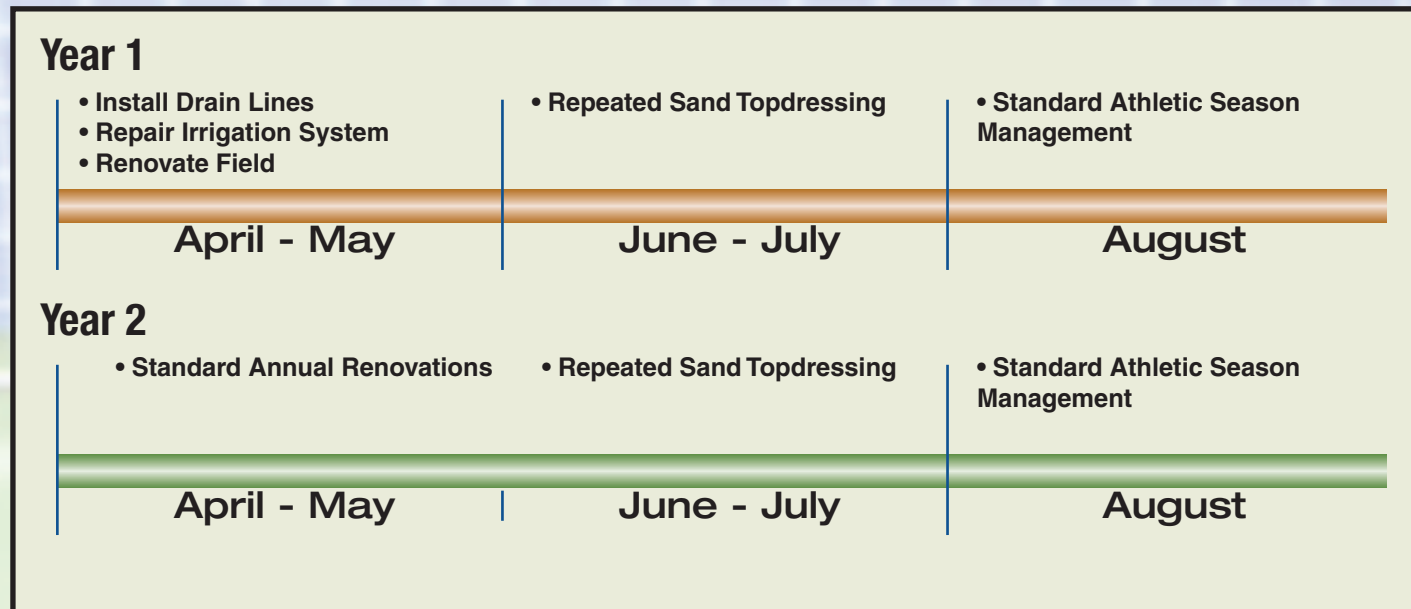 Year 1
• Install Drain Lines
• Repair Irrigation System
• Renovate Field
• Repeated Sand Topdressing
• Standard Athletic Season
Management
April - May
June - July
August
Year 2
• Standard Annual Renovations
• Repeated Sand Topdressing
• Standard Athletic Season
Management
April - May
June - July
August